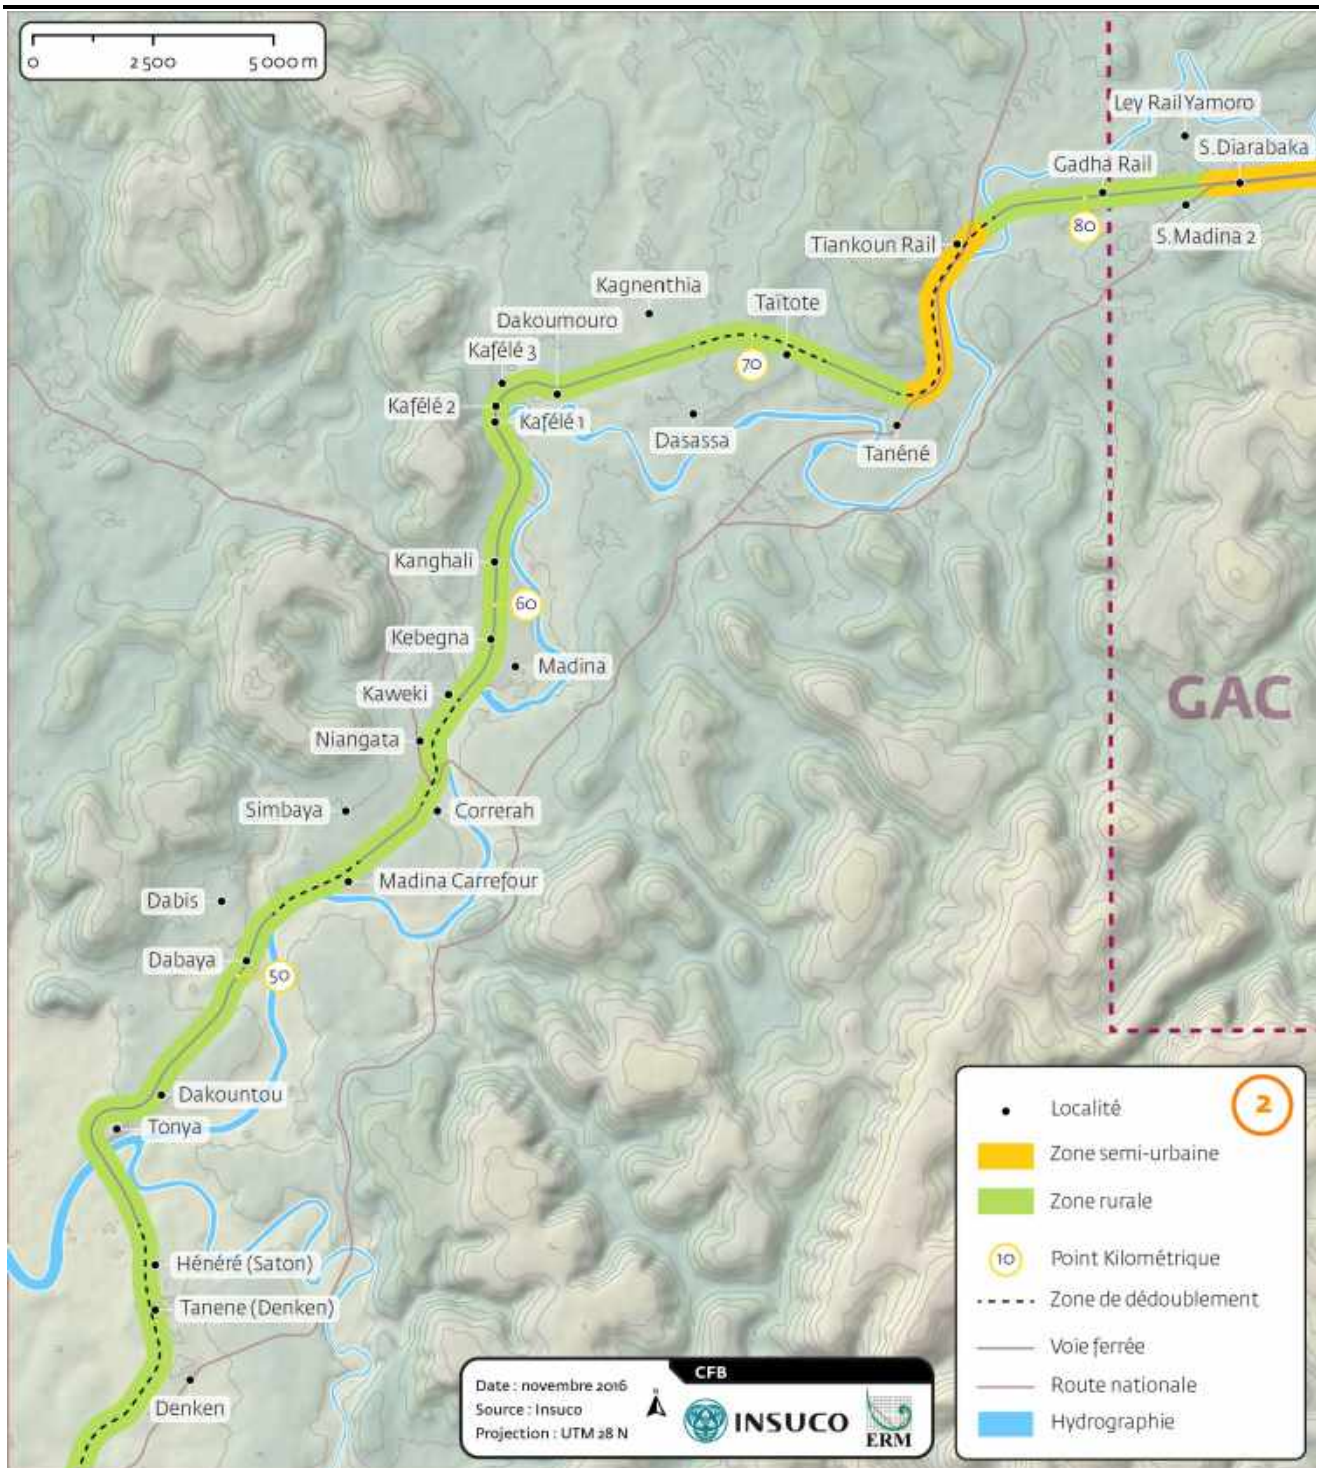 0 2 500 5 000 m
Ley Rail Yamoro
S.Diarabaka
Gadha Rail
80
S.Madina 2
Tiankoun Rail
Kagnenthia
Taïtote
Dakoumouro
Kafélé 3
70
Kafélé 2
Kafélé 1
Dasassa
Tanéné
Kanghali
60
Kebegna
Madina
Kaweki
GAC
Niangata
Simbaya
Correrah
Madina Carrefour
Dabis
Dabaya
50
Dakountou
Tonya
Hénéré (Saton)
Tanene (Denken)
Denken
2
Localité
Zone semi-urbaine
Zone rurale
10 Point Kilométrique
Zone de dédoublement
Voie ferrée
Route nationale
Hydrographie
CFB
Date : novembre 2016
Source : Insuco
Projection : UTM 28 N
N
INSUCO
ERM